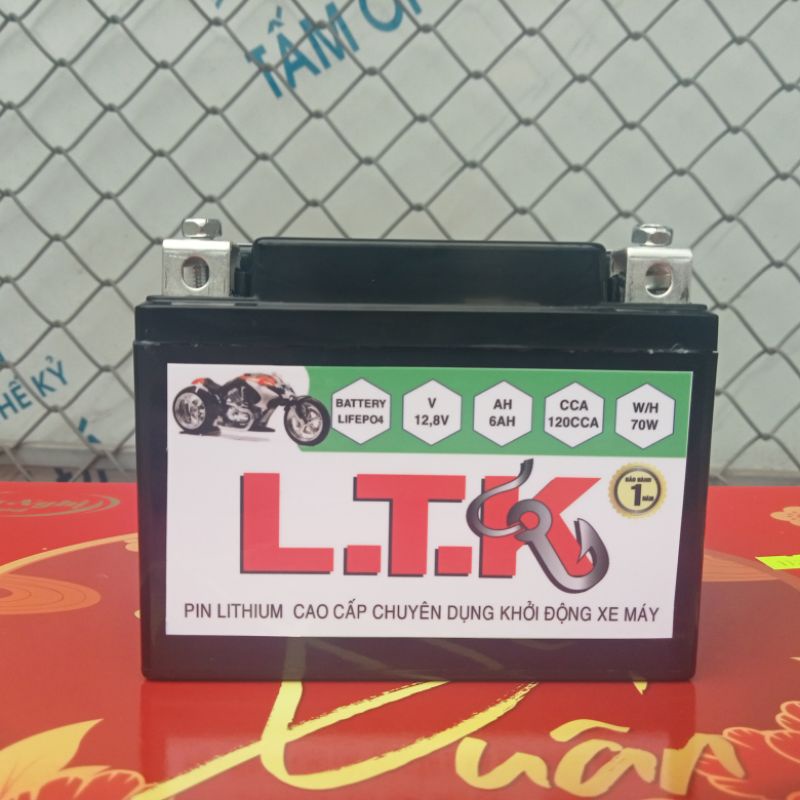 TẤM
HẾ KỶ
BATTERY
LIFEPO4
V
12,8V
AH
6AH
CCA
120CCA
W/H
70W
L.T.K
BẢO HÀNH
1
NĂM
PIN LITHIUM CAO CẤP CHUYÊN DỤNG KHỞI ĐỘNG XE MÁY
Xuân